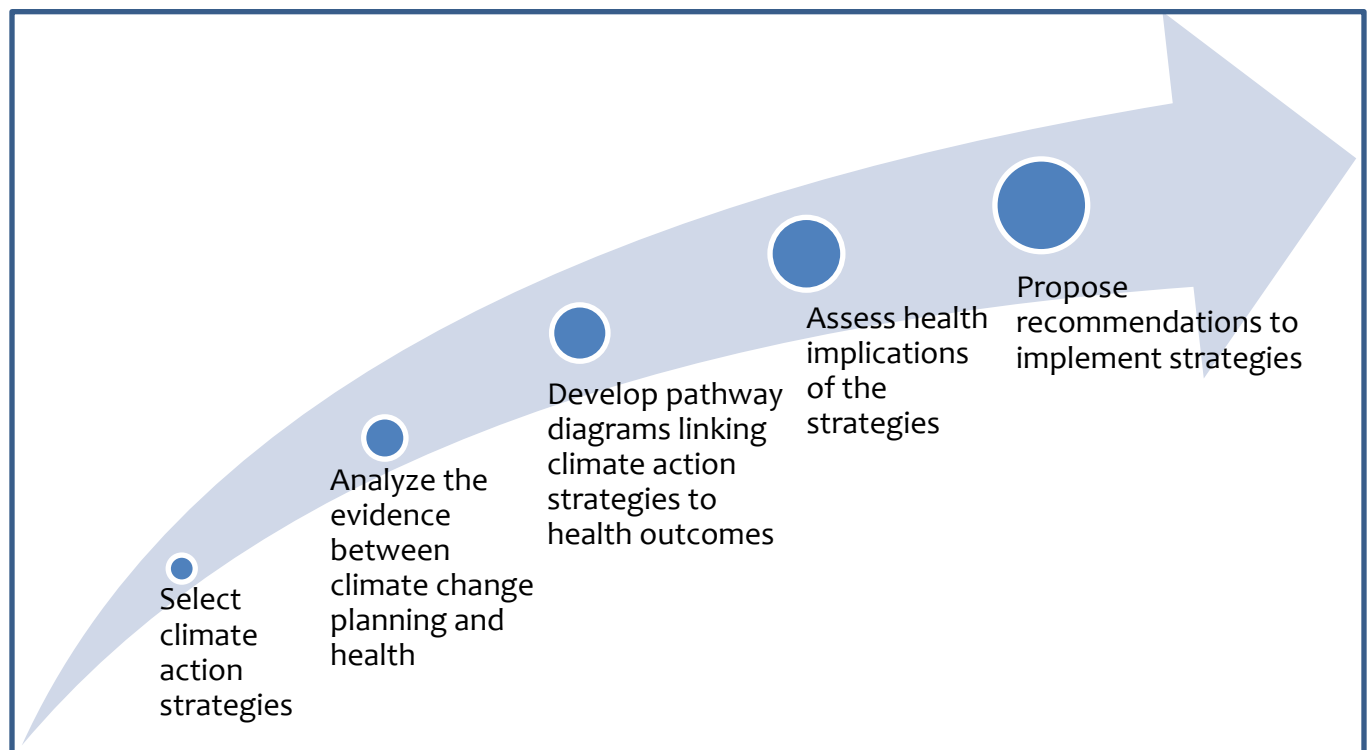 Select
climate
action
strategies
Analyze the
evidence
between
climate change
planning and
health
Develop pathway
diagrams linking
climate action
strategies to
health outcomes
Assess health
implications
of the
strategies
Propose
recommendations to
implement strategies